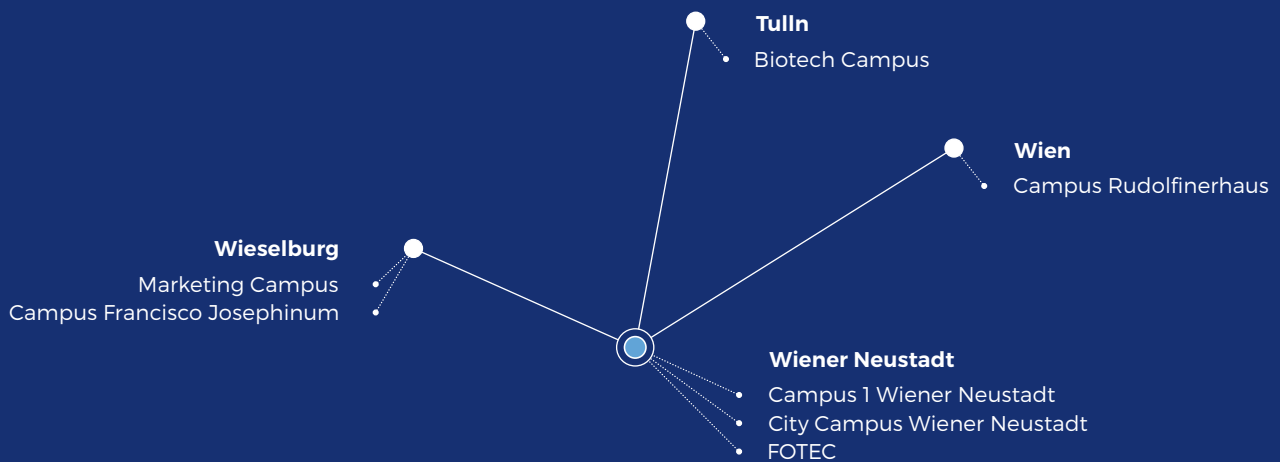 Tulln
Biotech Campus
Wien
Campus Rudolfinerhaus
Wieselburg
Marketing Campus
Campus Francisco Josephinum
Wiener Neustadt
Campus 1 Wiener Neustadt
City Campus Wiener Neustadt
FOTEC